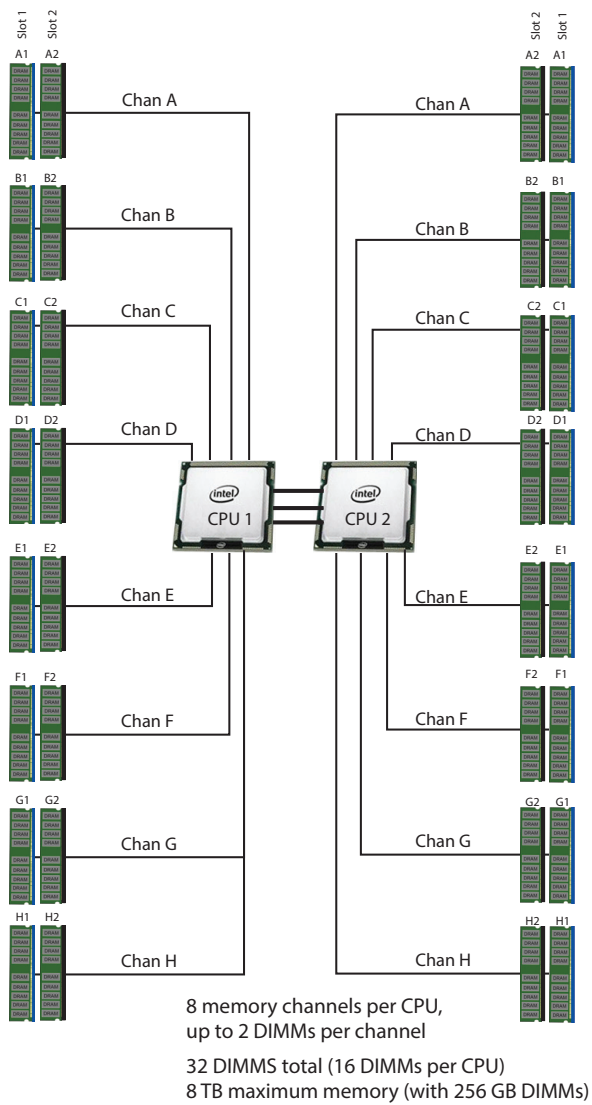 Slot 1
Slot 2
Slot 2
Slot 1
A1 A2
A2 A1
Chan A
Chan A
B1 B2
B2 B1
Chan B
Chan B
C1 C2
C2 C1
Chan C
Chan C
D1 D2
D2 D1
Chan D
Chan D
intel
CPU 1
intel
CPU 2
E1 E2
E2 E1
Chan E
Chan E
F1 F2
F2 F1
Chan F
Chan F
G1 G2
G2 G1
Chan G
Chan G
H1 H2
H2 H1
Chan H
Chan H
8 memory channels per CPU,
up to 2 DIMMs per channel
32 DIMMS total (16 DIMMs per CPU)
8 TB maximum memory (with 256 GB DIMMs)